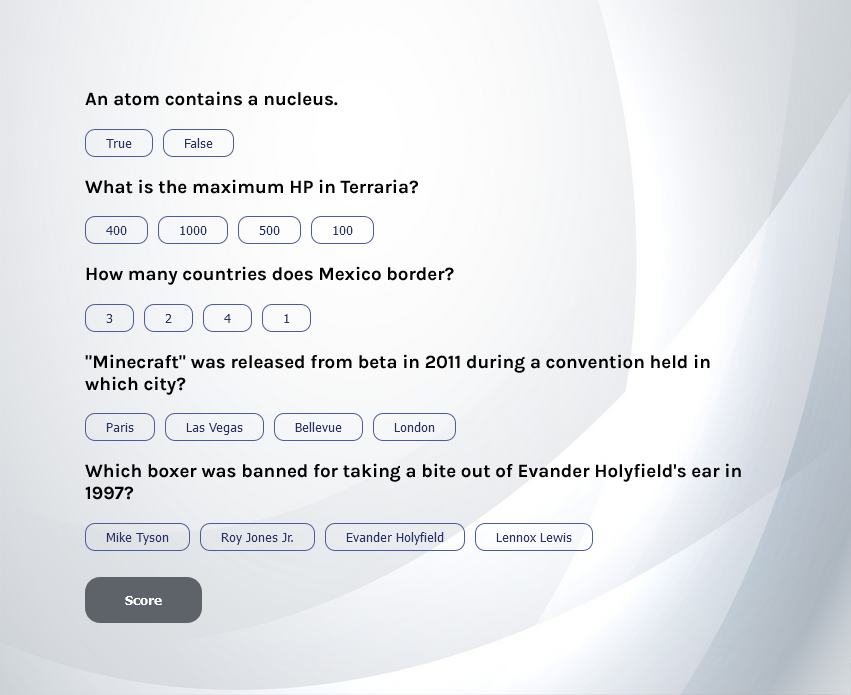 An atom contains a nucleus.
True False
What is the maximum HP in Terraria?
400 1000 500 100
How many countries does Mexico border?
3 2 4 1
"Minecraft" was released from beta in 2011 during a convention held in
which city?
Paris Las Vegas Bellevue London
Which boxer was banned for taking a bite out of Evander Holyfield's ear in
1997?
Mike Tyson Roy Jones Jr. Evander Holyfield Lennox Lewis
Score